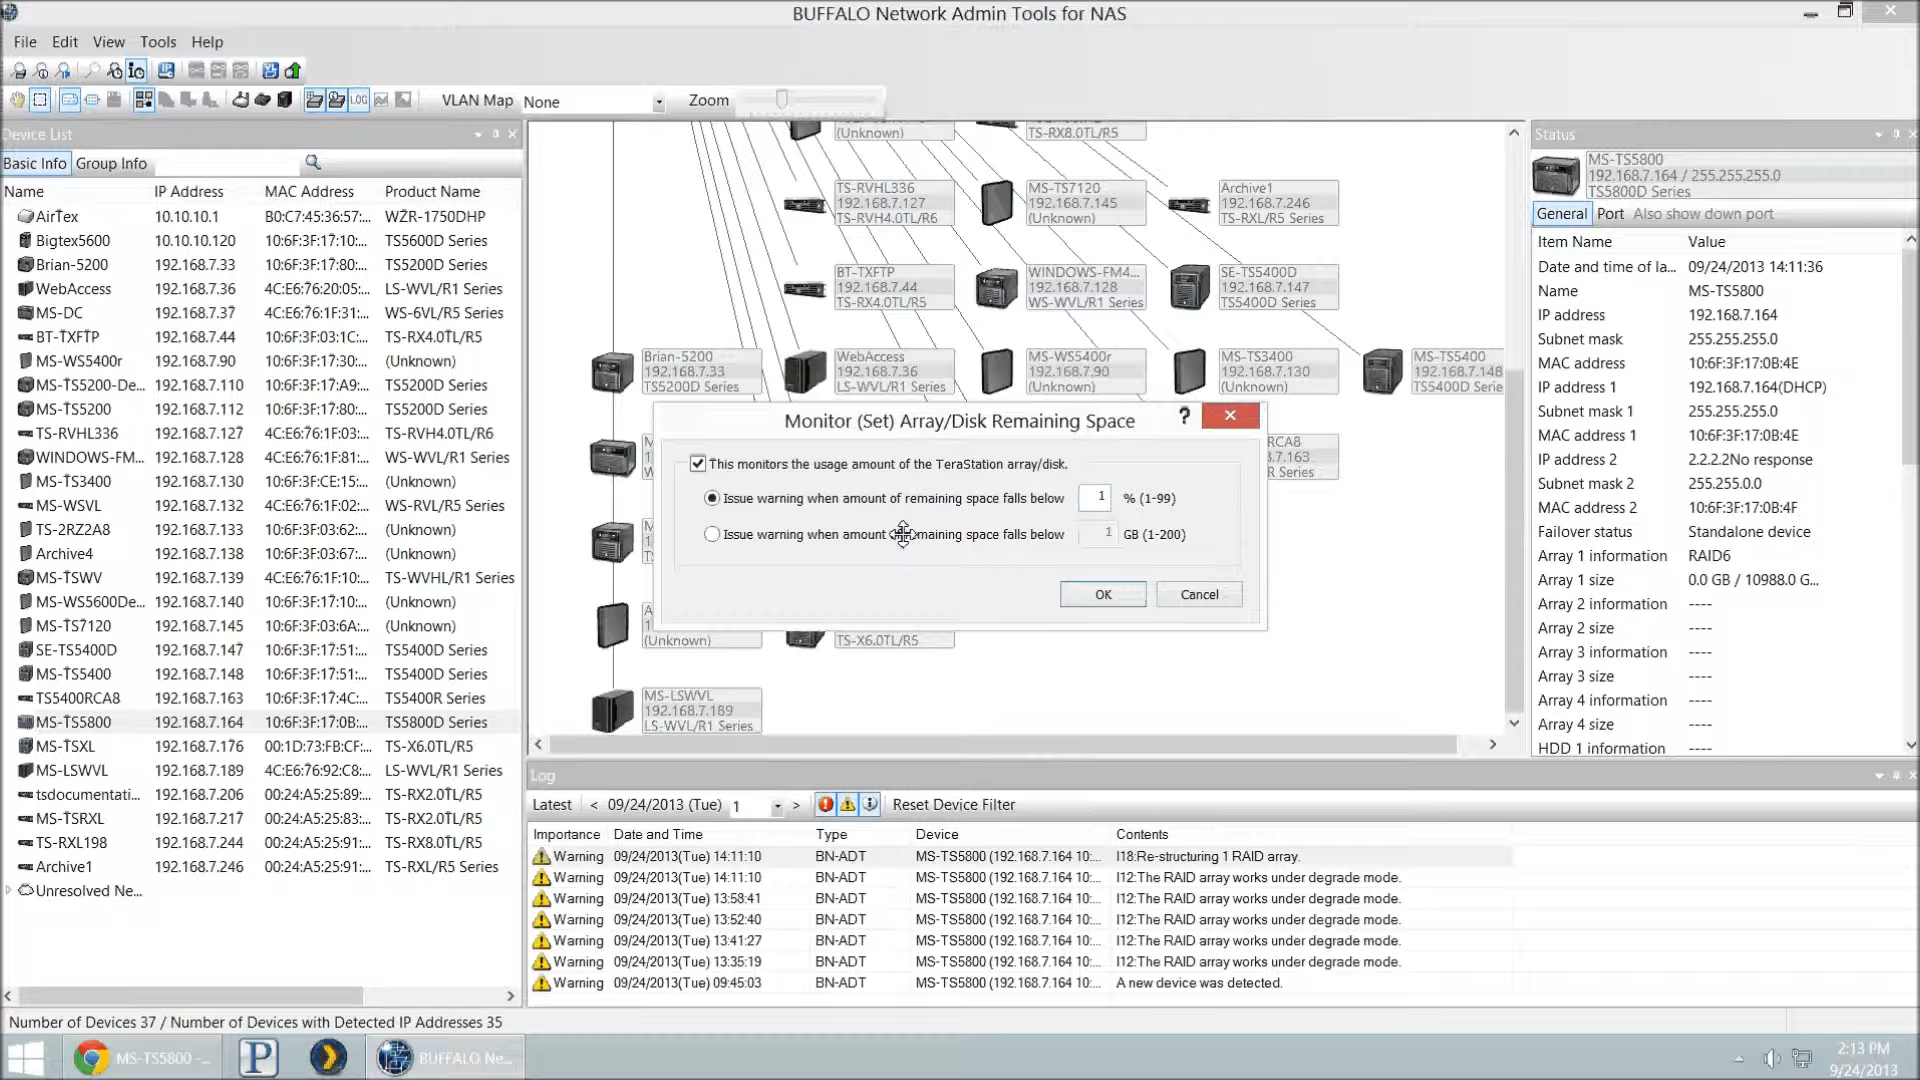 BUFFALO Network Admin Tools for NAS
File Edit View Tools Help
VLAN Map None Zoom
Device List
Basic Info Group Info
Name IP Address MAC Address Product Name
AirTex 10.10.10.1 B0:C7:45:36:57:... WZR-1750DHP
Bigtex5600 10.10.10.120 10:6F:3F:17:10:... TS5600D Series
Brian-5200 192.168.7.33 10:6F:3F:17:80:... TS5200D Series
WebAccess 192.168.7.36 4C:E6:76:20:05:... LS-WVL/R1 Series
MS-DC 192.168.7.37 4C:E6:76:1F:31:... WS-6VL/R5 Series
BT-TXFTP 192.168.7.44 10:6F:3F:03:1C:... TS-RX4.0TL/R5
MS-WS5400r 192.168.7.90 10:6F:3F:17:30:... (Unknown)
MS-TS5200-De... 192.168.7.110 10:6F:3F:17:A9:... TS5200D Series
MS-TS5200 192.168.7.112 10:6F:3F:17:80:... TS5200D Series
TS-RVHL336 192.168.7.127 4C:E6:76:1F:03:... TS-RVH4.0TL/R6
WINDOWS-FM... 192.168.7.128 4C:E6:76:1F:81:... WS-WVL/R1 Series
MS-TS3400 192.168.7.130 10:6F:3F:CE:15:... (Unknown)
MS-WSVL 192.168.7.132 4C:E6:76:1F:02:... WS-RVL/R5 Series
TS-2RZ2A8 192.168.7.133 10:6F:3F:03:62:... (Unknown)
Archive4 192.168.7.138 10:6F:3F:03:67:... (Unknown)
MS-TSWV 192.168.7.139 4C:E6:76:1F:10:... TS-WVHL/R1 Series
MS-WS5600De... 192.168.7.140 10:6F:3F:17:10:... (Unknown)
MS-TS7120 192.168.7.145 10:6F:3F:03:6A:... (Unknown)
SE-TS5400D 192.168.7.147 10:6F:3F:17:51:... TS5400D Series
MS-TS5400 192.168.7.148 10:6F:3F:17:51:... TS5400D Series
TS5400RCA8 192.168.7.163 10:6F:3F:17:4C:... TS5400R Series
MS-TS5800 192.168.7.164 10:6F:3F:17:0B:... TS5800D Series
MS-TSXL 192.168.7.176 00:1D:73:FB:CF:... TS-X6.0TL/R5
MS-LSWVL 192.168.7.189 4C:E6:76:92:C8:... LS-WVL/R1 Series
tsdocumentati... 192.168.7.206 00:24:A5:25:89:... TS-RX2.0TL/R5
MS-TSRXL 192.168.7.217 00:24:A5:25:83:... TS-RX2.0TL/R5
TS-RXL198 192.168.7.244 00:24:A5:25:91:... TS-RX8.0TL/R5
Archive1 192.168.7.246 00:24:A5:25:91:... TS-RXL/R5 Series
Unresolved Ne...
(Unknown) TS-RX8.0TL/R5
TS-RVHL336 MS-TS7120 Archive1
192.168.7.127 192.168.7.145 192.168.7.246
TS-RVH4.0TL/R6 (Unknown) TS-RXL/R5 Series
BT-TXFTP WINDOWS-FM4... SE-TS5400D
192.168.7.44 192.168.7.128 192.168.7.147
TS-RX4.0TL/R5 WS-WVL/R1 Series TS5400D Series
Brian-5200 WebAccess MS-WS5400r MS-TS3400 MS-TS5400
192.168.7.33 192.168.7.36 192.168.7.90 192.168.7.130 192.168.7.148
TS5200D Series LS-WVL/R1 Series (Unknown) (Unknown) TS5400D Serie
RCA8
.7.163
R Series
(Unknown) TS-X6.0TL/R5
MS-LSWVL
192.168.7.189
LS-WVL/R1 Series
Monitor (Set) Array/Disk Remaining Space
This monitors the usage amount of the TeraStation array/disk.
Issue warning when amount of remaining space falls below 1 % (1-99)
Issue warning when amount maining space falls below 1 GB (1-200)
OK Cancel
Status
MS-TS5800
192.168.7.164 / 255.255.255.0
TS5800D Series
General Port Also show down port
Item Name Value
Date and time of la... 09/24/2013 14:11:36
Name MS-TS5800
IP address 192.168.7.164
Subnet mask 255.255.255.0
MAC address 10:6F:3F:17:0B:4E
IP address 1 192.168.7.164(DHCP)
Subnet mask 1 255.255.255.0
MAC address 1 10:6F:3F:17:0B:4E
IP address 2 2.2.2.2No response
Subnet mask 2 255.255.0.0
MAC address 2 10:6F:3F:17:0B:4F
Failover status Standalone device
Array 1 information RAID6
Array 1 size 0.0 GB / 10988.0 G...
Array 2 information ----
Array 2 size ----
Array 3 information ----
Array 3 size ----
Array 4 information ----
Array 4 size ----
HDD 1 information ----
Log
Latest < 09/24/2013 (Tue) 1 > Reset Device Filter
Importance Date and Time Type Device Contents
Warning 09/24/2013(Tue) 14:11:10 BN-ADT MS-TS5800 (192.168.7.164 10:... I18:Re-structuring 1 RAID array.
Warning 09/24/2013(Tue) 14:11:10 BN-ADT MS-TS5800 (192.168.7.164 10:... I12:The RAID array works under degrade mode.
Warning 09/24/2013(Tue) 13:58:41 BN-ADT MS-TS5800 (192.168.7.164 10:... I12:The RAID array works under degrade mode.
Warning 09/24/2013(Tue) 13:52:40 BN-ADT MS-TS5800 (192.168.7.164 10:... I12:The RAID array works under degrade mode.
Warning 09/24/2013(Tue) 13:41:27 BN-ADT MS-TS5800 (192.168.7.164 10:... I12:The RAID array works under degrade mode.
Warning 09/24/2013(Tue) 13:35:19 BN-ADT MS-TS5800 (192.168.7.164 10:... I12:The RAID array works under degrade mode.
Warning 09/24/2013(Tue) 09:45:03 BN-ADT MS-TS5800 (192.168.7.164 10:... A new device was detected.
Number of Devices 37 / Number of Devices with Detected IP Addresses 35
MS-TS5800 -... BUFFALO Ne...
2:13 PM
9/24/2013